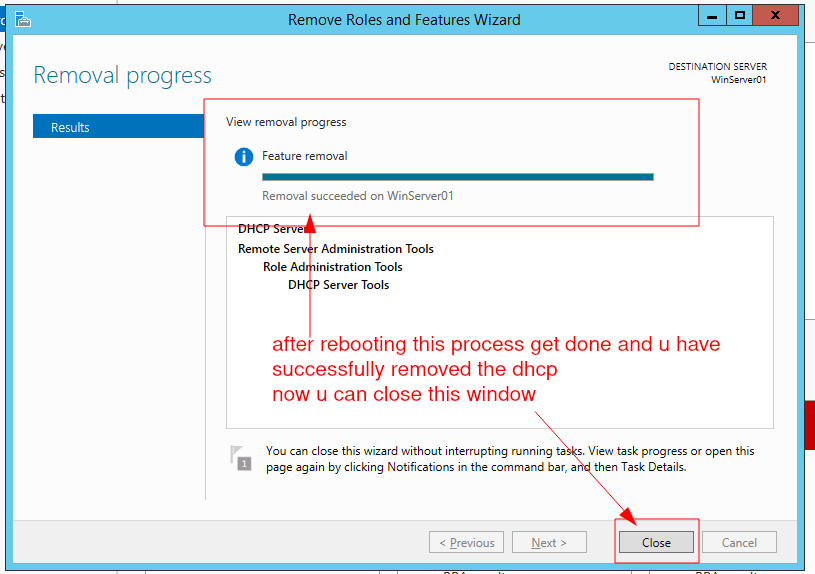 Remove Roles and Features Wizard
Removal progress
DESTINATION SERVER
WinServer01
Results
View removal progress
Feature removal
Removal succeeded on WinServer01
DHCP Server
Remote Server Administration Tools
Role Administration Tools
DHCP Server Tools
after rebooting this process get done and u have
successfully removed the dhcp
now u can close this window
1
You can close this wizard without interrupting running tasks. View task progress or open this
page again by clicking Notifications in the command bar, and then Task Details.
< Previous
Next >
Close
Cancel